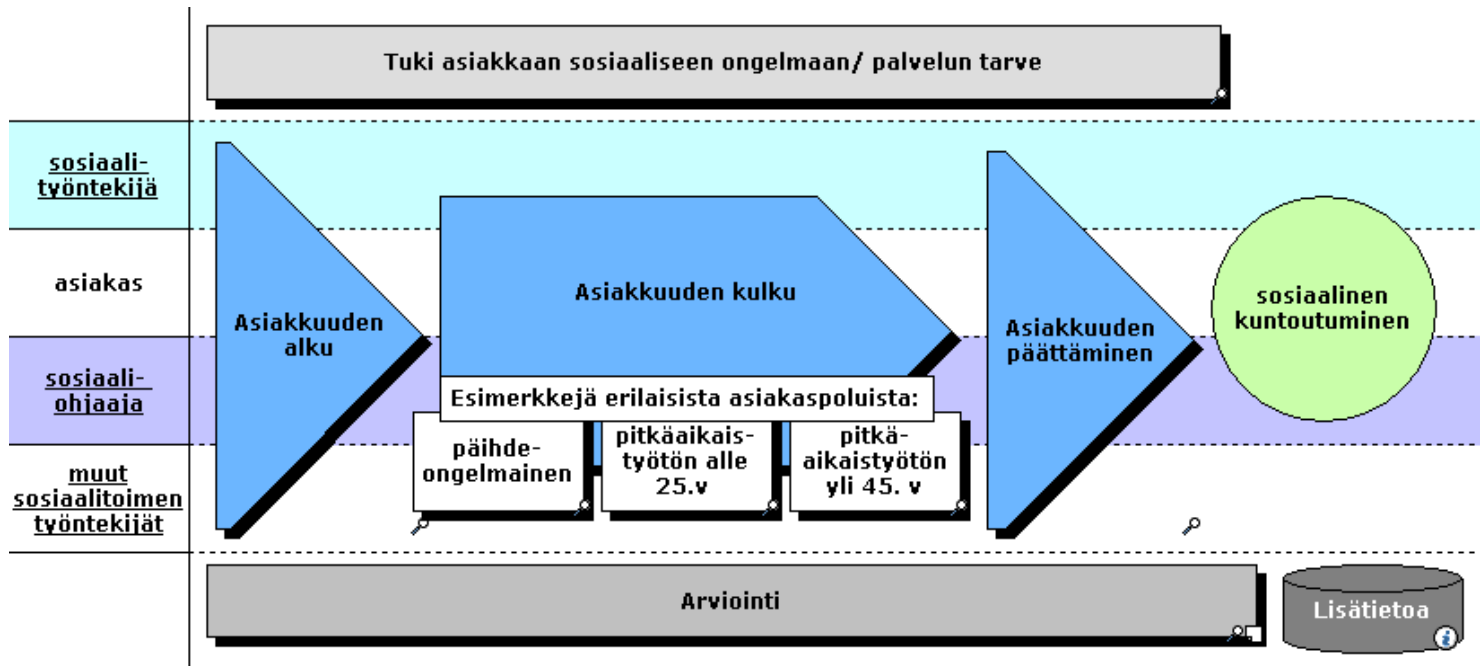 Tuki asiakkaan sosiaaliseen ongelmaan/ palvelun tarve
sosiaali-
työntekijä
asiakas
sosiaali-
ohjaaja
muut
sosiaalitoimen
työntekijät
Asiakkuuden
alku
Asiakkuuden kulku
Esimerkkejä erilaisista asiakaspoluista:
päihde-
ongelmainen
pitkäaikais-
työtön alle
25.v
pitkä-
aikaistyötön
yli 45. v
Asiakkuuden
päättäminen
sosiaalinen
kuntoutuminen
Arviointi
Lisätietoa
i